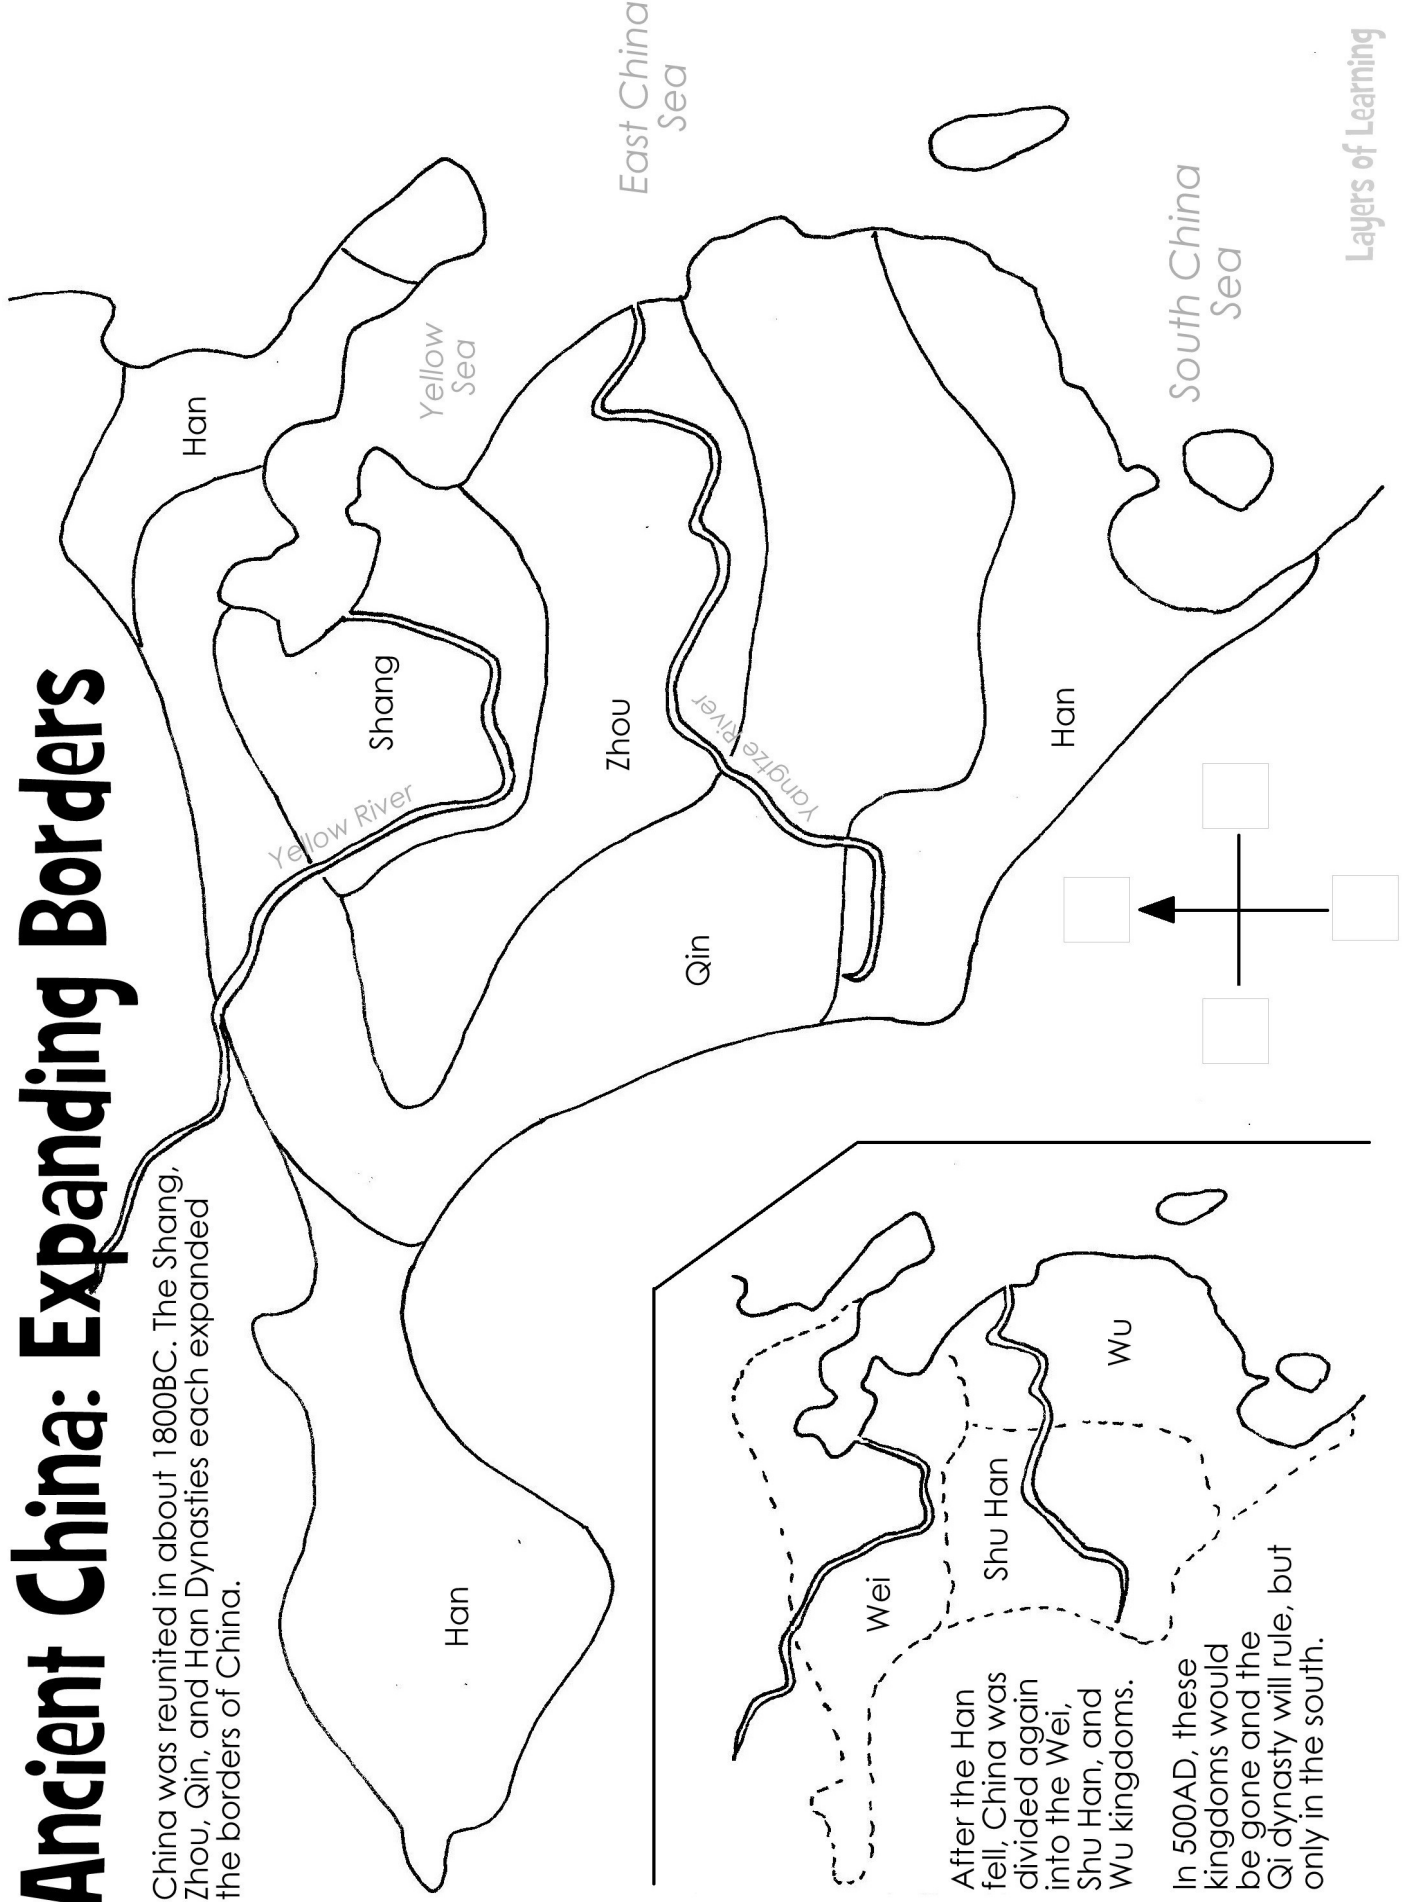 Ancient China: Expanding Borders
China was reunited in about 1800BC. The Shang,
Zhou, Qin, and Han Dynasties each expanded
the borders of China.
Han
Yellow
Sea
East China
Sea
Shang
Yellow River
Zhou
Yangtze River
Qin
Han
Han
South China
Sea
Wei
Shu Han
Wu
After the Han
fell, China was
divided again
into the Wei,
Shu Han, and
Wu kingdoms.
In 500AD, these
kingdoms would
be gone and the
Qi dynasty will rule, but
only in the south.
Layers of Learning